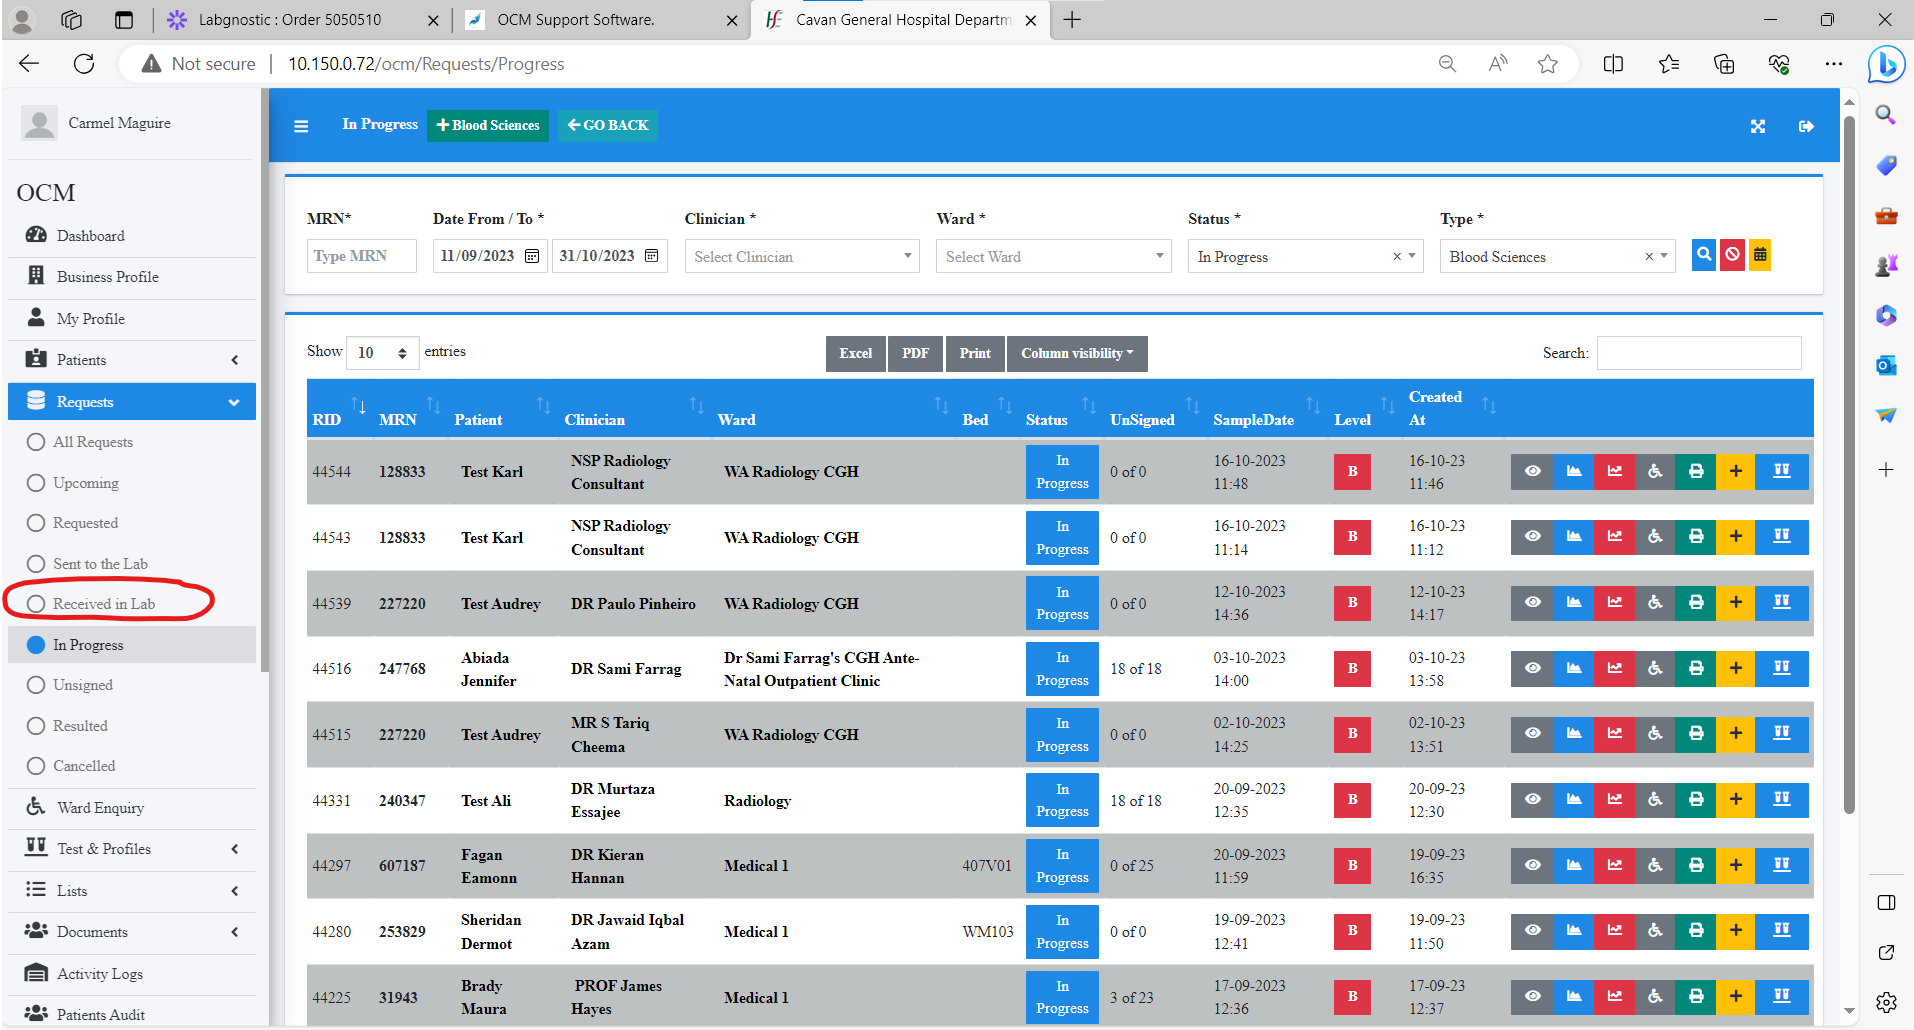 Labgnostic : Order 5050510
OCM Support Software.
Cavan General Hospital Departm
Not secure
10.150.0.72/ocm/Requests/Progress
Carmel Maguire
OCM
Dashboard
Business Profile
My Profile
Patients
Requests
All Requests
Upcoming
Requested
Sent to the Lab
Received in Lab
In Progress
Unsigned
Resulted
Cancelled
Ward Enquiry
Test & Profiles
Lists
Documents
Activity Logs
Patients Audit
In Progress
Blood Sciences
GO BACK
MRN* Date From / To * Clinician * Ward * Status * Type *
Type MRN 11/09/2023 31/10/2023 Select Clinician Select Ward In Progress × Blood Sciences ×
Show 10 entries
Excel PDF Print Column visibility
Search:
RID MRN Patient Clinician Ward Bed Status UnSigned SampleDate Level Created At
44544 128833 Test Karl NSP Radiology Consultant WA Radiology CGH In Progress 0 of 0 16-10-2023 11:48 B 16-10-23 11:46
44543 128833 Test Karl NSP Radiology Consultant WA Radiology CGH In Progress 0 of 0 16-10-2023 11:14 B 16-10-23 11:12
44539 227220 Test Audrey DR Paulo Pinheiro WA Radiology CGH In Progress 0 of 0 12-10-2023 14:36 B 12-10-23 14:17
44516 247768 Abiada Jennifer DR Sami Farrag Dr Sami Farrag's CGH Ante-Natal Outpatient Clinic In Progress 18 of 18 03-10-2023 14:00 B 03-10-23 13:58
44515 227220 Test Audrey MR S Tariq Cheema WA Radiology CGH In Progress 0 of 0 02-10-2023 14:25 B 02-10-23 13:51
44331 240347 Test Ali DR Murtaza Essajee Radiology In Progress 18 of 18 20-09-2023 12:35 B 20-09-23 12:30
44297 607187 Fagan Eamonn DR Kieran Hannan Medical 1 407V01 In Progress 0 of 25 20-09-2023 11:59 B 19-09-23 16:35
44280 253829 Sheridan Dermot DR Jawaid Iqbal Azam Medical 1 WM103 In Progress 0 of 0 19-09-2023 12:41 B 19-09-23 11:50
44225 31943 Brady Maura PROF James Hayes Medical 1 In Progress 3 of 23 17-09-2023 12:36 B 17-09-23 12:37